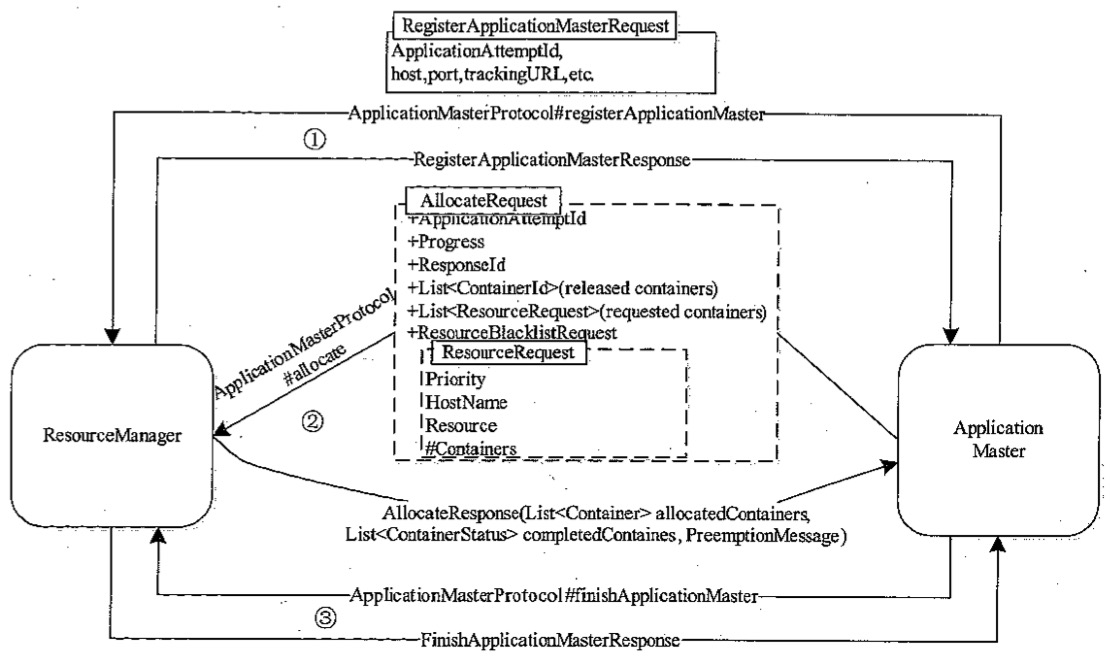 RegisterApplicationMasterRequest
ApplicationAttemptId,
host,port,trackingURL,etc.
ApplicationMasterProtocol#registerApplicationMaster
①
RegisterApplicationMasterResponse
AllocateRequest
+ApplicationAttemptId
+Progress
+ResponseId
+List<ContainerId>(released containers)
+List<ResourceRequest>(requested containers)
+ResourceBlacklistRequest
ResourceRequest
Priority
HostName
Resource
#Containers
ApplicationMasterProtocol
#allocate
②
ResourceManager
Application
Master
AllocateResponse(List<Container> allocatedContainers,
List<ContainerStatus> completedContaines, PreemptionMessage)
ApplicationMasterProtocol#finishApplicationMaster
③
FinishApplicationMasterResponse